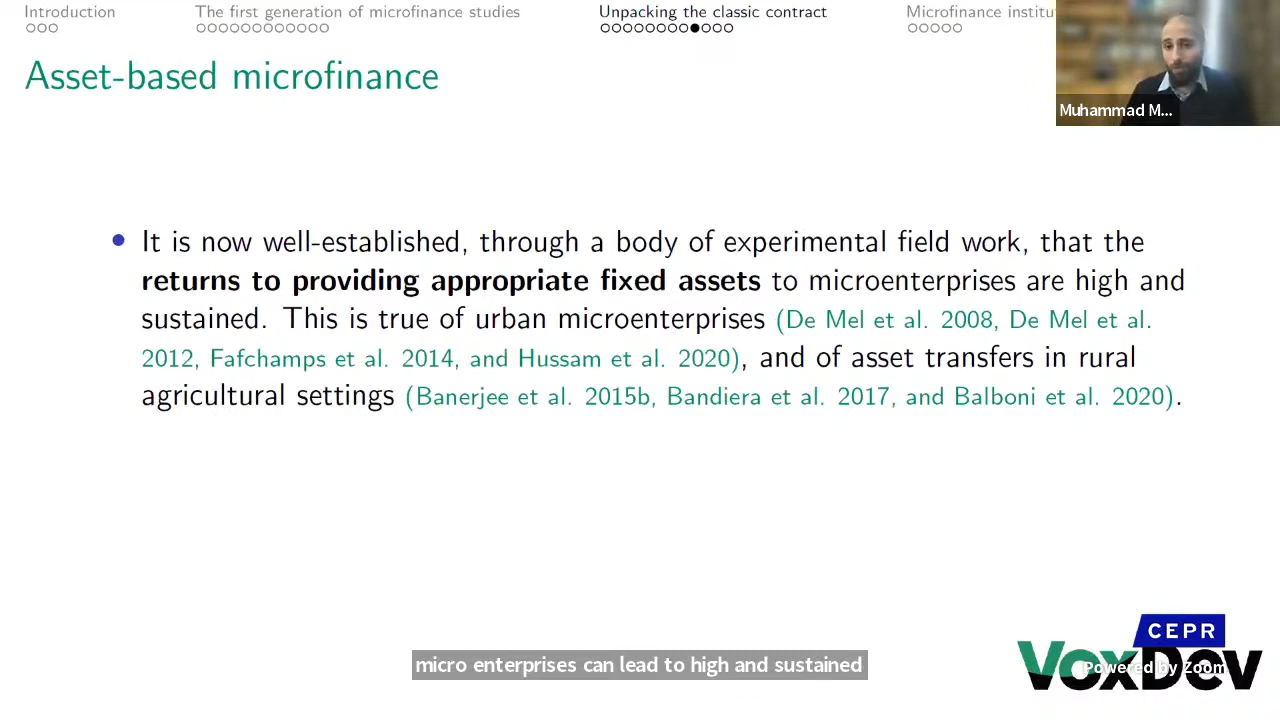 Introduction
The first generation of microfinance studies
Unpacking the classic contract
Microfinance institu
Asset-based microfinance
Muhammad M...
• It is now well-established, through a body of experimental field work, that the
returns to providing appropriate fixed assets to microenterprises are high and
sustained. This is true of urban microenterprises (De Mel et al. 2008, De Mel et al.
2012, Fafchamps et al. 2014, and Hussam et al. 2020), and of asset transfers in rural
agricultural settings (Banerjee et al. 2015b, Bandiera et al. 2017, and Balboni et al. 2020).
micro enterprises can lead to high and sustained
CEPR
VoxDev
Powered by Zoom